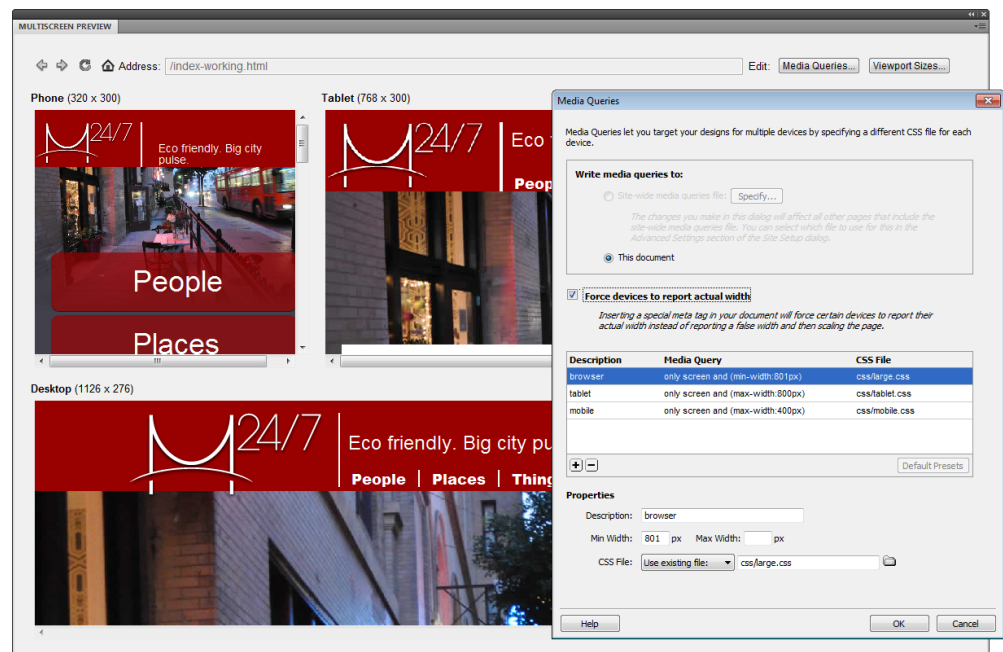 MULTISCREEN PREVIEW
Address: /index-working.html
Edit: Media Queries... Viewport Sizes...
Phone (320 x 300)
Tablet (768 x 300)
24/7
Eco friendly. Big city
pulse.
People
Places
24/7
Eco
Peop
Desktop (1126 x 276)
24/7
Eco friendly. Big city pu
People | Places | Thing
Media Queries
Media Queries let you target your designs for multiple devices by specifying a different CSS file for each
device.
Write media queries to:
Site-wide media queries file: Specify...
The changes you make in this dialog will affect all other pages that include the
site-wide media queries file. You can select which file to use for this in the
Advanced Settings section of the Site Setup dialog.
This document
Force devices to report actual width
Inserting a special meta tag in your document will force certain devices to report their
actual width instead of reporting a false width and then scaling the page.
Description Media Query CSS File
browser only screen and (min-width:801px) css/large.css
tablet only screen and (max-width:800px) css/tablet.css
mobile only screen and (max-width:400px) css/mobile.css
Default Presets
Properties
Description: browser
Min Width: 801 px Max Width: px
CSS File: Use existing file: css/large.css
Help OK Cancel